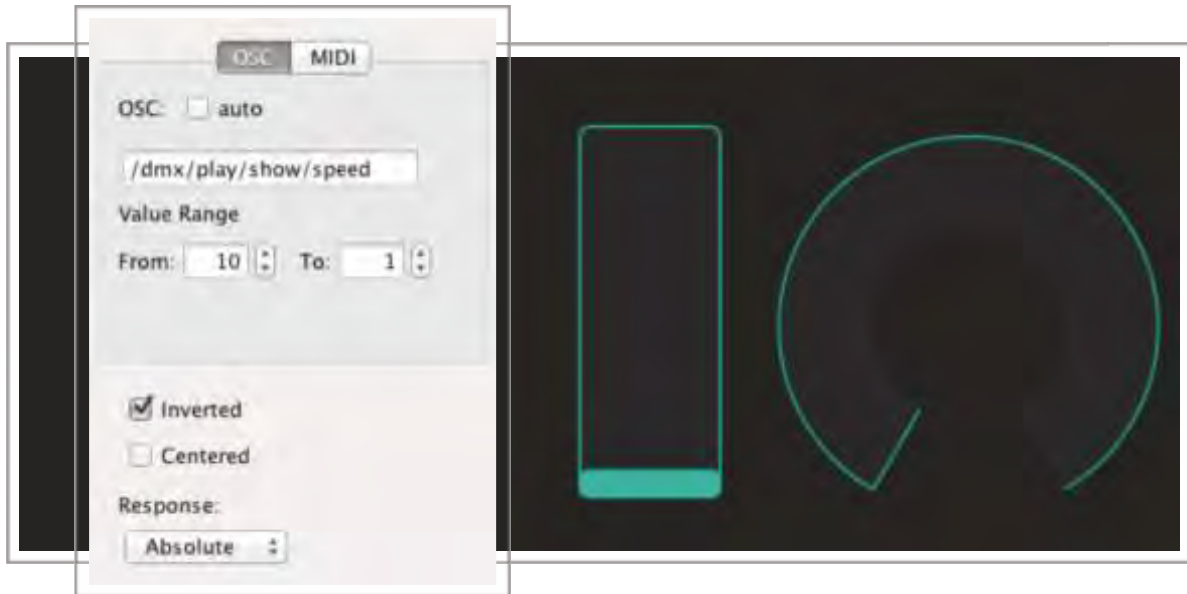 OSC MIDI
OSC: auto
/dmx/play/show/speed
Value Range
From: 10 To: 1
Inverted
Centered
Response:
Absolute